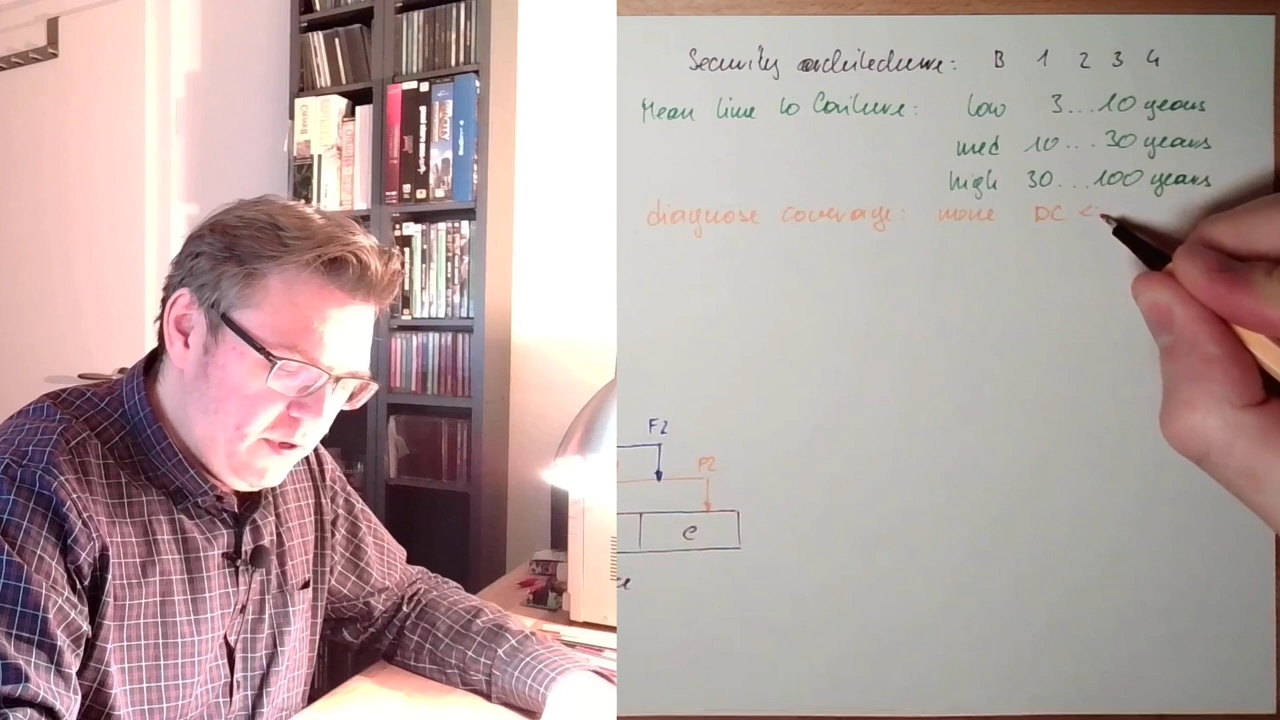 Security architecture: B 1 2 3 4
Mean time to failure: low 3...10 years
med 10...30 years
high 30...100 years
diagnose coverage: none DC <
F2
P2
e